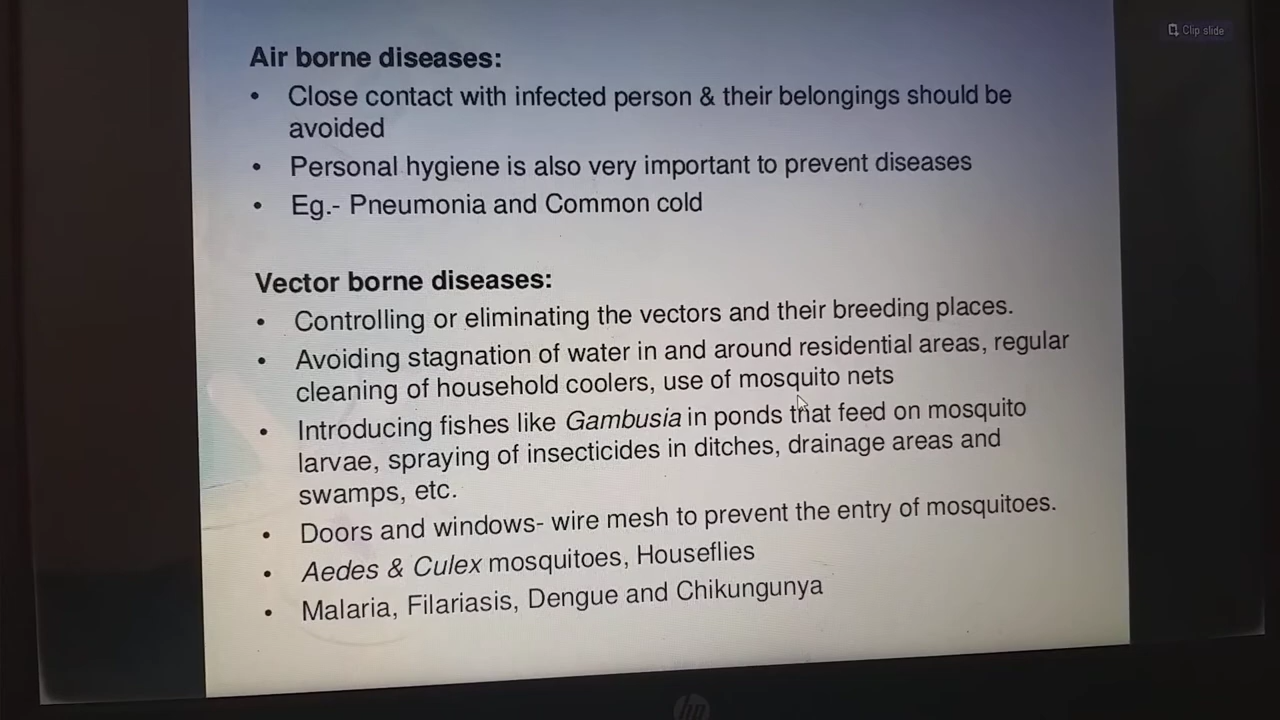 Clip slide
Air borne diseases:
• Close contact with infected person & their belongings should be
avoided
• Personal hygiene is also very important to prevent diseases
• Eg.- Pneumonia and Common cold
Vector borne diseases:
• Controlling or eliminating the vectors and their breeding places.
• Avoiding stagnation of water in and around residential areas, regular
cleaning of household coolers, use of mosquito nets
• Introducing fishes like Gambusia in ponds that feed on mosquito
larvae, spraying of insecticides in ditches, drainage areas and
swamps, etc.
• Doors and windows- wire mesh to prevent the entry of mosquitoes.
• Aedes & Culex mosquitoes, Houseflies
• Malaria, Filariasis, Dengue and Chikungunya
hp